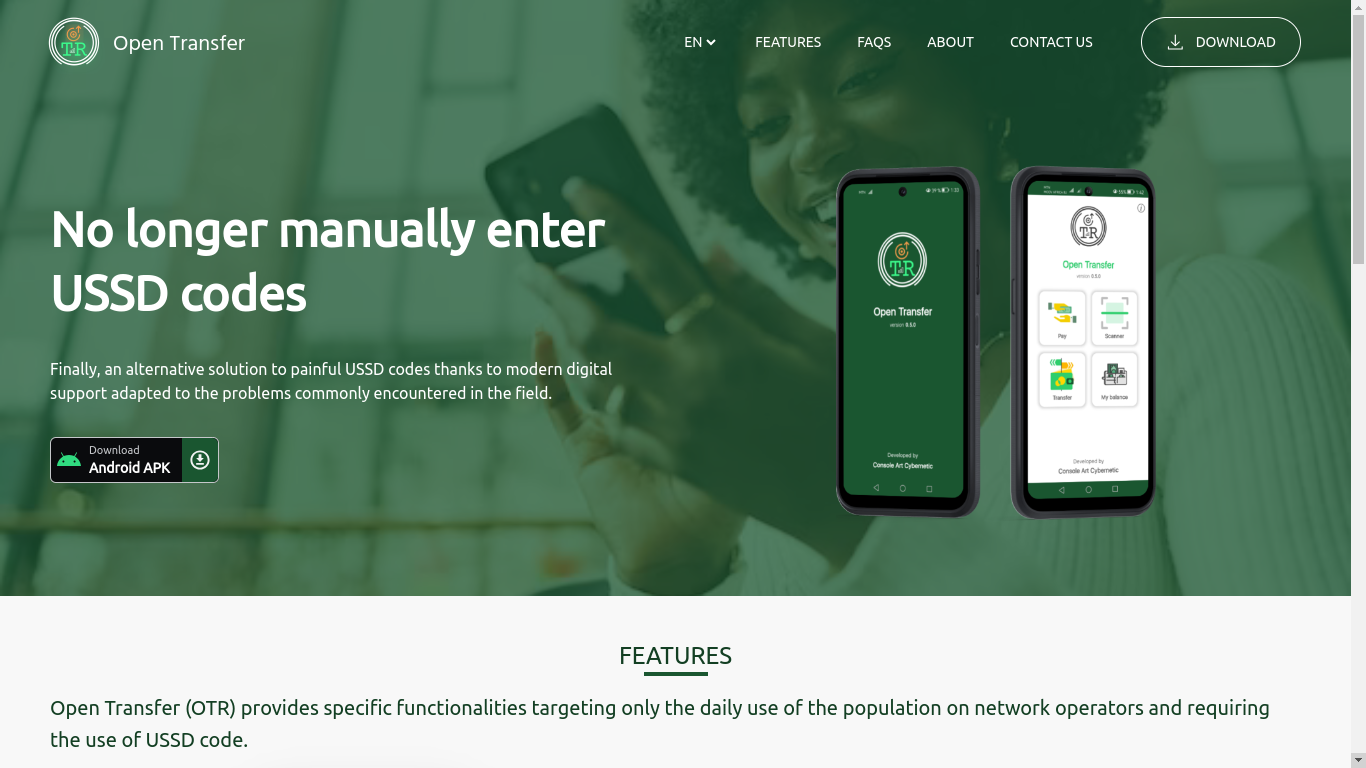 TR
Open Transfer
EN
FEATURES
FAQS
ABOUT
CONTACT US
DOWNLOAD
No longer manually enter
USSD codes
Finally, an alternative solution to painful USSD codes thanks to modern digital
support adapted to the problems commonly encountered in the field.
Download
Android APK
TR
Open Transfer
version 0.5.0
Developed by
Console Art Cybernetic
TR
Open Transfer
version 0.5.0
Pay
Scanner
Transfer
My balance
Developed by
Console Art Cybernetic
FEATURES
Open Transfer (OTR) provides specific functionalities targeting only the daily use of the population on network operators and requiring
the use of USSD code.